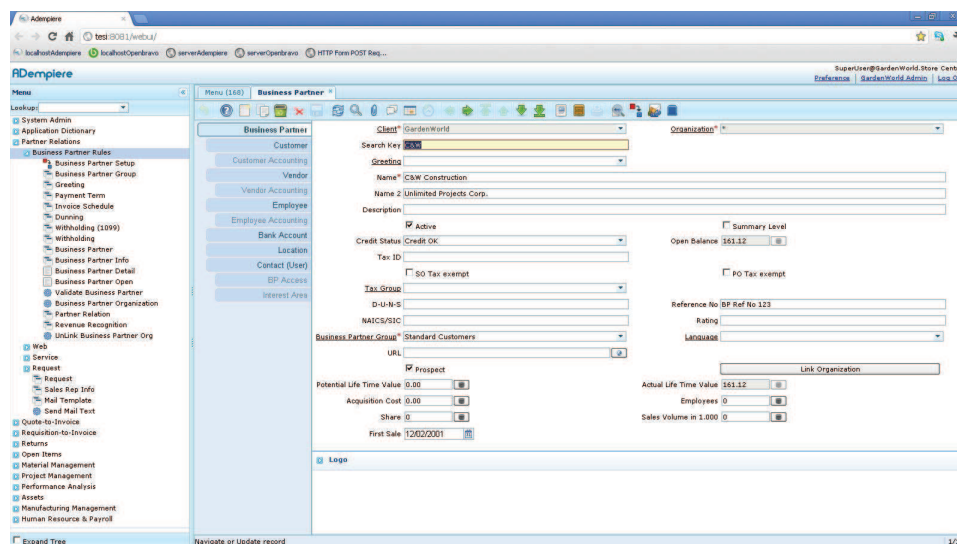 Adempiere
tesi:8081/webui/
localhostAdempiere localhostOpenbravo serverAdempiere serverOpenbravo HTTP Form POST Req...
ADempiere
SuperUser@GardenWorld.Store Cent
Preference GardenWorld Admin Log O
Menu
Lookup:
System Admin
Application Dictionary
Partner Relations
Business Partner Rules
Business Partner Setup
Business Partner Group
Greeting
Payment Term
Invoice Schedule
Dunning
Withholding (1099)
Withholding
Business Partner
Business Partner Info
Business Partner Detail
Business Partner Open
Validate Business Partner
Business Partner Organization
Partner Relation
Revenue Recognition
UnLink Business Partner Org
Web
Service
Request
Request
Sales Rep Info
Mail Template
Send Mail Text
Quote-to-Invoice
Requisition-to-Invoice
Returns
Open Items
Material Management
Project Management
Performance Analysis
Assets
Manufacturing Management
Human Resource & Payroll
Expand Tree
Menu (168) Business Partner
Business Partner
Customer
Customer Accounting
Vendor
Vendor Accounting
Employee
Employee Accounting
Bank Account
Location
Contact (User)
BP Access
Interest Area
Client* GardenWorld Organization* *
Search Key C&W
Greeting
Name* C&W Construction
Name 2 Unlimited Projects Corp.
Description
Active Summary Level
Credit Status Credit OK Open Balance 161.12
Tax ID
SO Tax exempt PO Tax exempt
Tax Group
D-U-N-S Reference No BP Ref No 123
NAICS/SIC Rating
Business Partner Group* Standard Customers Language
URL
Prospect Link Organization
Potential Life Time Value 0.00 Actual Life Time Value 161.12
Acquisition Cost 0.00 Employees 0
Share 0 Sales Volume in 1.000 0
First Sale 12/02/2001
Logo
Navigate or Update record